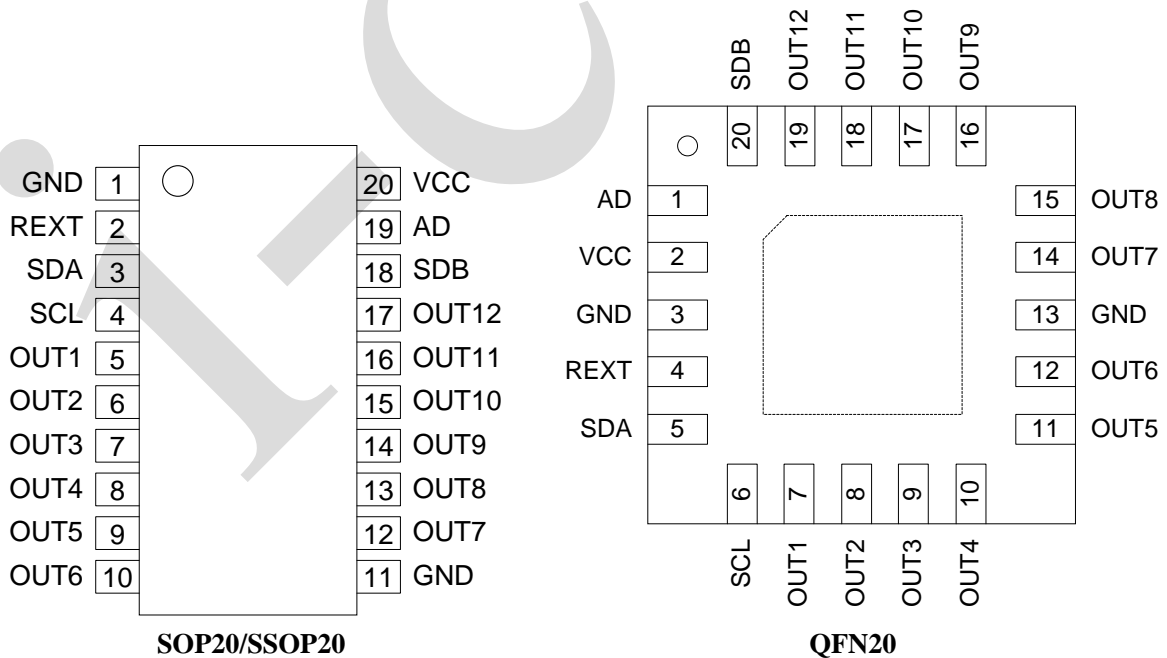 GND 1
REXT 2
SDA 3
SCL 4
OUT1 5
OUT2 6
OUT3 7
OUT4 8
OUT5 9
OUT6 10
20 VCC
19 AD
18 SDB
17 OUT12
16 OUT11
15 OUT10
14 OUT9
13 OUT8
12 OUT7
11 GND
SOP20/SSOP20
SDB OUT12 OUT11 OUT10 OUT9
20 19 18 17 16
AD 1
VCC 2
GND 3
REXT 4
SDA 5
15 OUT8
14 OUT7
13 GND
12 OUT6
11 OUT5
6 7 8 9 10
SCL OUT1 OUT2 OUT3 OUT4
QFN20